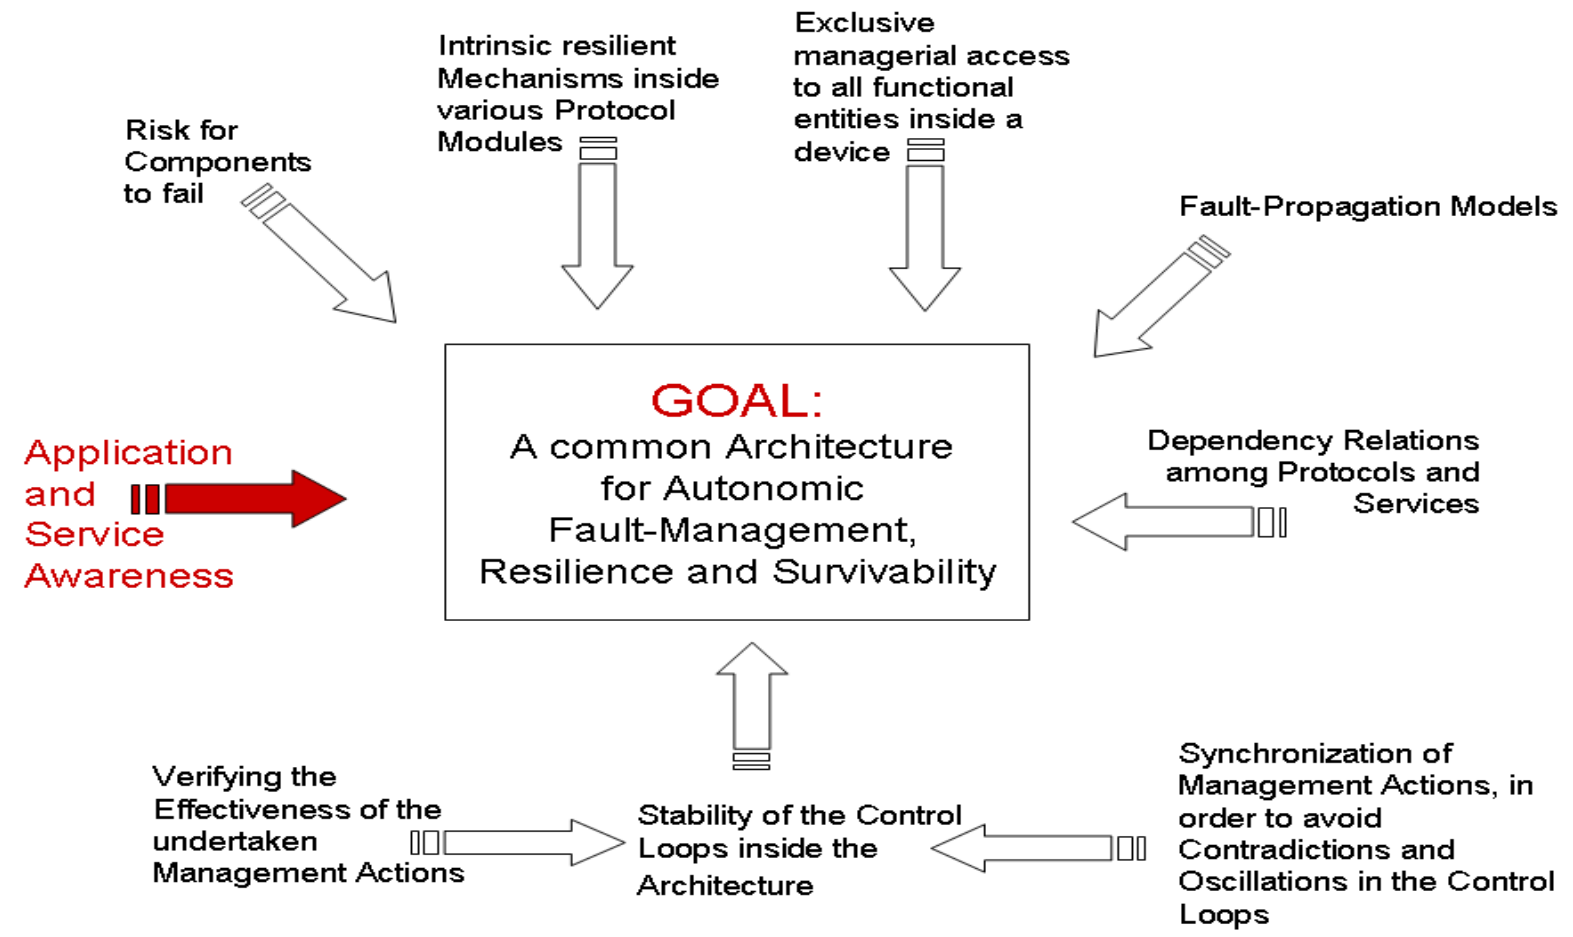 Risk for
Components
to fail
Intrinsic resilient
Mechanisms inside
various Protocol
Modules
Exclusive
managerial access
to all functional
entities inside a
device
Fault-Propagation Models
Application
and
Service
Awareness
GOAL:
A common Architecture
for Autonomic
Fault-Management,
Resilience and Survivability
Dependency Relations
among Protocols and
Services
Verifying the
Effectiveness of the
undertaken
Management Actions
Stability of the Control
Loops inside the
Architecture
Synchronization of
Management Actions, in
order to avoid
Contradictions and
Oscillations in the Control
Loops